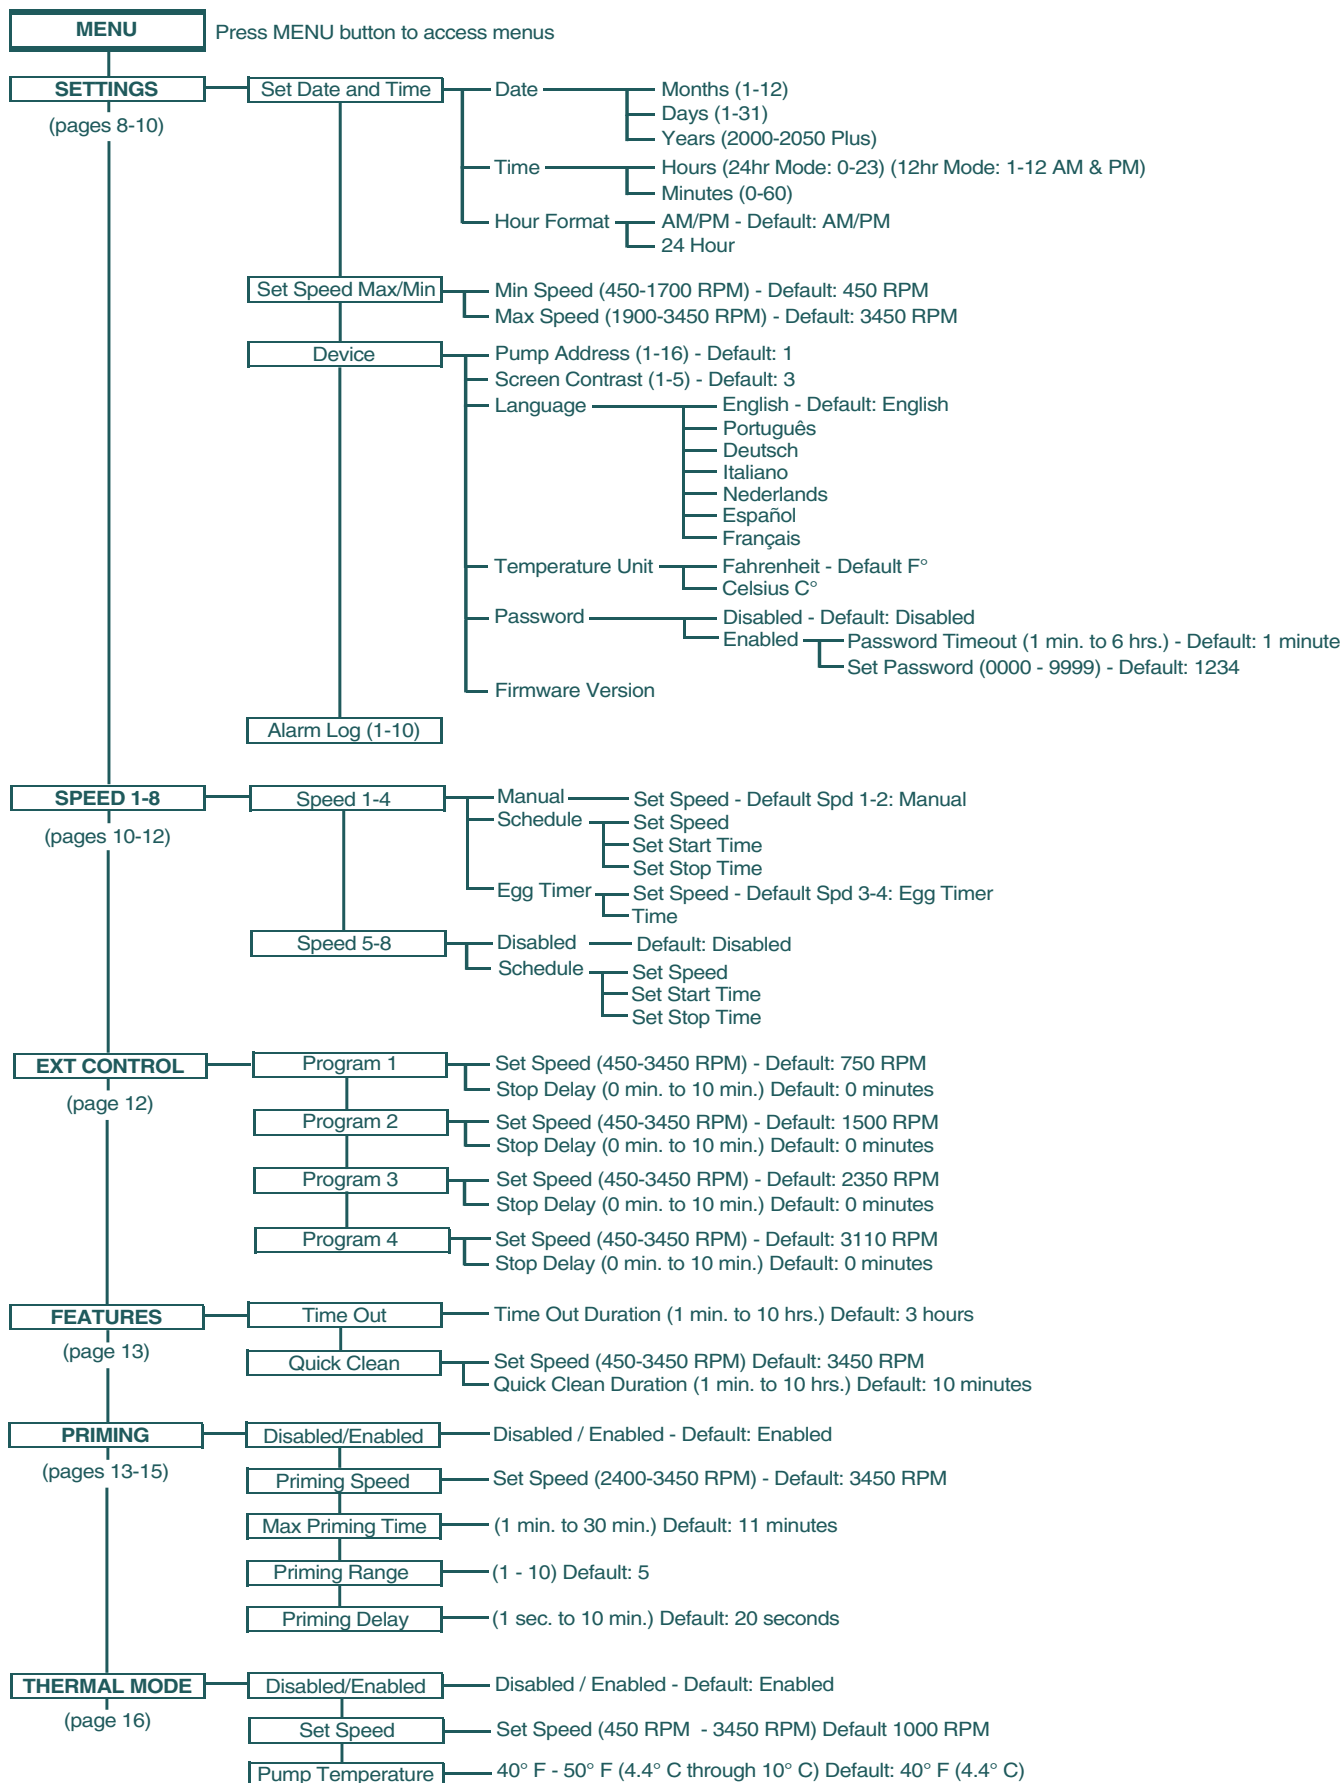 MENU
Press MENU button to access menus
SETTINGS
(pages 8-10)
Set Date and Time
Date
Months (1-12)
Days (1-31)
Years (2000-2050 Plus)
Time
Hours (24hr Mode: 0-23) (12hr Mode: 1-12 AM & PM)
Minutes (0-60)
Hour Format
AM/PM - Default: AM/PM
24 Hour
Set Speed Max/Min
Min Speed (450-1700 RPM) - Default: 450 RPM
Max Speed (1900-3450 RPM) - Default: 3450 RPM
Device
Pump Address (1-16) - Default: 1
Screen Contrast (1-5) - Default: 3
Language
English - Default: English
Português
Deutsch
Italiano
Nederlands
Español
Français
Temperature Unit
Fahrenheit - Default F°
Celsius C°
Password
Disabled - Default: Disabled
Enabled
Password Timeout (1 min. to 6 hrs.) - Default: 1 minute
Set Password (0000 - 9999) - Default: 1234
Firmware Version
Alarm Log (1-10)
SPEED 1-8
(pages 10-12)
Speed 1-4
Manual
Set Speed - Default Spd 1-2: Manual
Schedule
Set Speed
Set Start Time
Set Stop Time
Egg Timer
Set Speed - Default Spd 3-4: Egg Timer
Time
Speed 5-8
Disabled
Default: Disabled
Schedule
Set Speed
Set Start Time
Set Stop Time
EXT CONTROL
(page 12)
Program 1
Set Speed (450-3450 RPM) - Default: 750 RPM
Stop Delay (0 min. to 10 min.) Default: 0 minutes
Program 2
Set Speed (450-3450 RPM) - Default: 1500 RPM
Stop Delay (0 min. to 10 min.) Default: 0 minutes
Program 3
Set Speed (450-3450 RPM) - Default: 2350 RPM
Stop Delay (0 min. to 10 min.) Default: 0 minutes
Program 4
Set Speed (450-3450 RPM) - Default: 3110 RPM
Stop Delay (0 min. to 10 min.) Default: 0 minutes
FEATURES
(page 13)
Time Out
Time Out Duration (1 min. to 10 hrs.) Default: 3 hours
Quick Clean
Set Speed (450-3450 RPM) Default: 3450 RPM
Quick Clean Duration (1 min. to 10 hrs.) Default: 10 minutes
PRIMING
(pages 13-15)
Disabled/Enabled
Disabled / Enabled - Default: Enabled
Priming Speed
Set Speed (2400-3450 RPM) - Default: 3450 RPM
Max Priming Time
(1 min. to 30 min.) Default: 11 minutes
Priming Range
(1 - 10) Default: 5
Priming Delay
(1 sec. to 10 min.) Default: 20 seconds
THERMAL MODE
(page 16)
Disabled/Enabled
Disabled / Enabled - Default: Enabled
Set Speed
Set Speed (450 RPM - 3450 RPM) Default 1000 RPM
Pump Temperature
40° F - 50° F (4.4° C through 10° C) Default: 40° F (4.4° C)